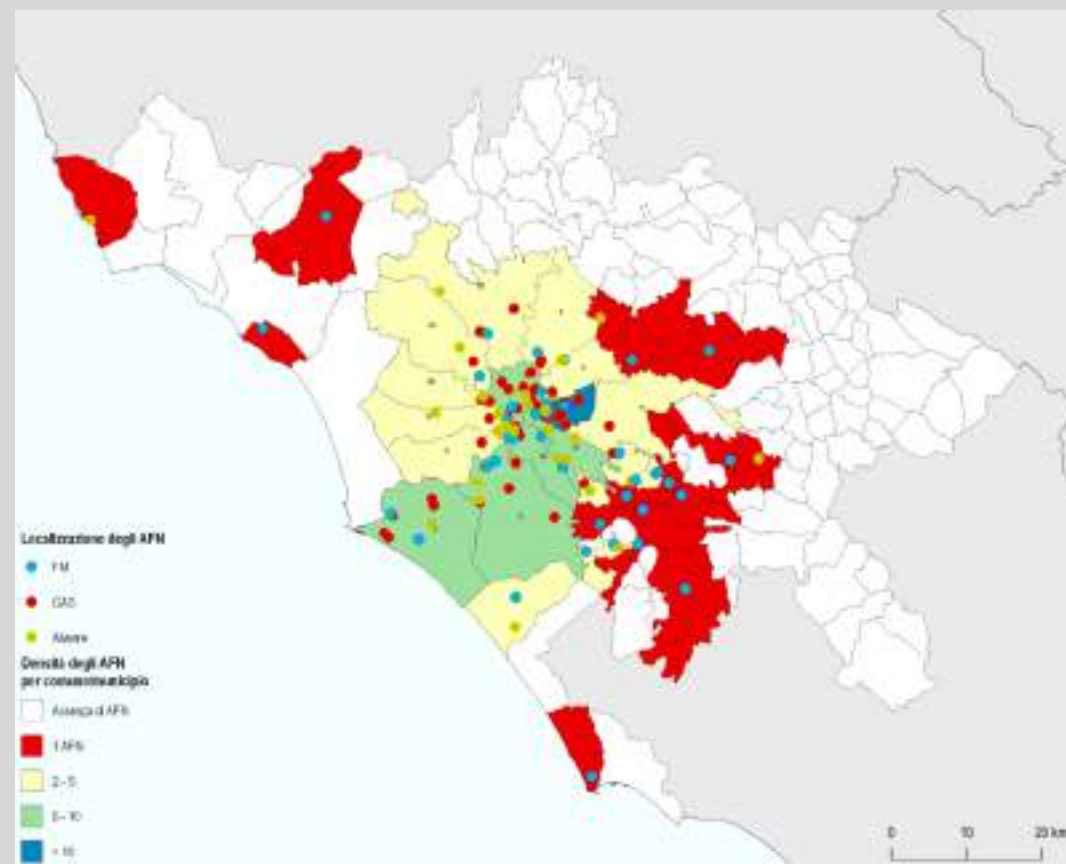 Localizzazione degli AFN
FM
GAS
Alveare
Densità degli AFN
per comune/municipio
Assenza di AFN
1 AFN
2 - 5
6 - 10
> 10
0 10 20 km